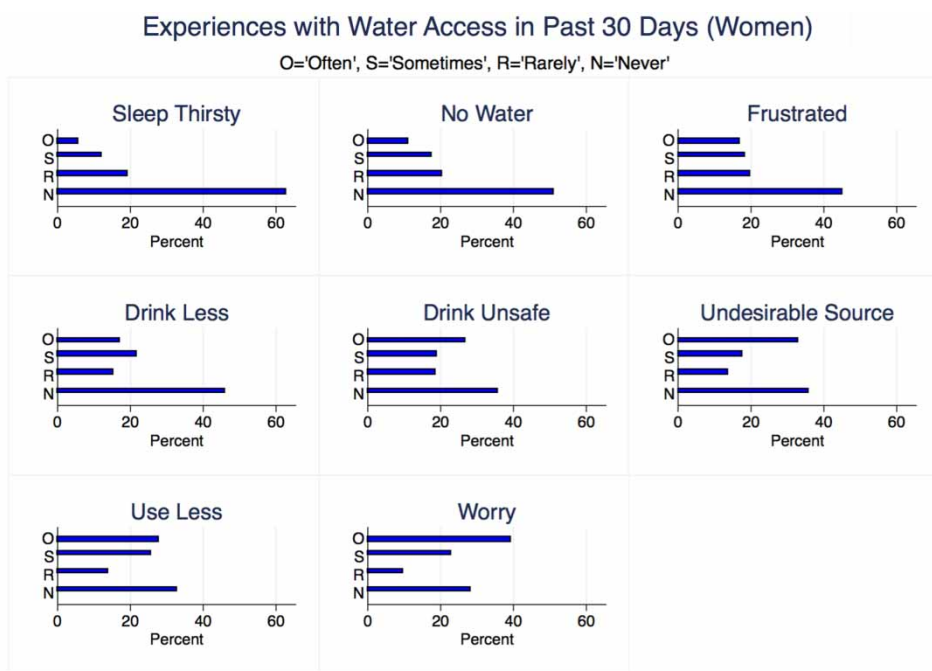 Experiences with Water Access in Past 30 Days (Women)
O='Often', S='Sometimes', R='Rarely', N='Never'
Sleep Thirsty
O
S
R
N
0 20 40 60
Percent
No Water
O
S
R
N
0 20 40 60
Percent
Frustrated
O
S
R
N
0 20 40 60
Percent
Drink Less
O
S
R
N
0 20 40 60
Percent
Drink Unsafe
O
S
R
N
0 20 40 60
Percent
Undesirable Source
O
S
R
N
0 20 40 60
Percent
Use Less
O
S
R
N
0 20 40 60
Percent
Worry
O
S
R
N
0 20 40 60
Percent